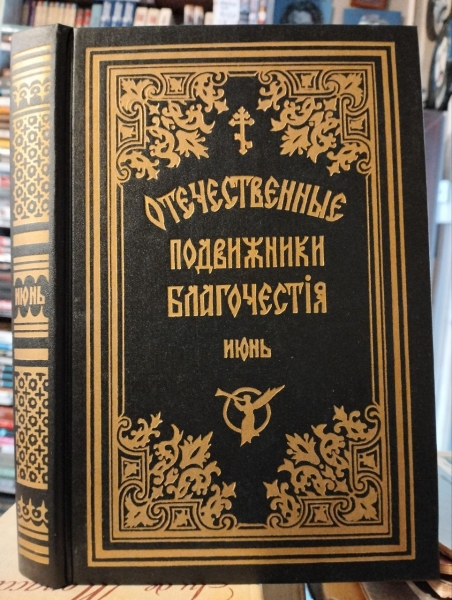 ОТЕЧЕСТВЕННЫЕ
ПОДВИЖНИКИ
БЛАГОЧЕСТІЯ
ИЮНЬ
ИЮНЬ